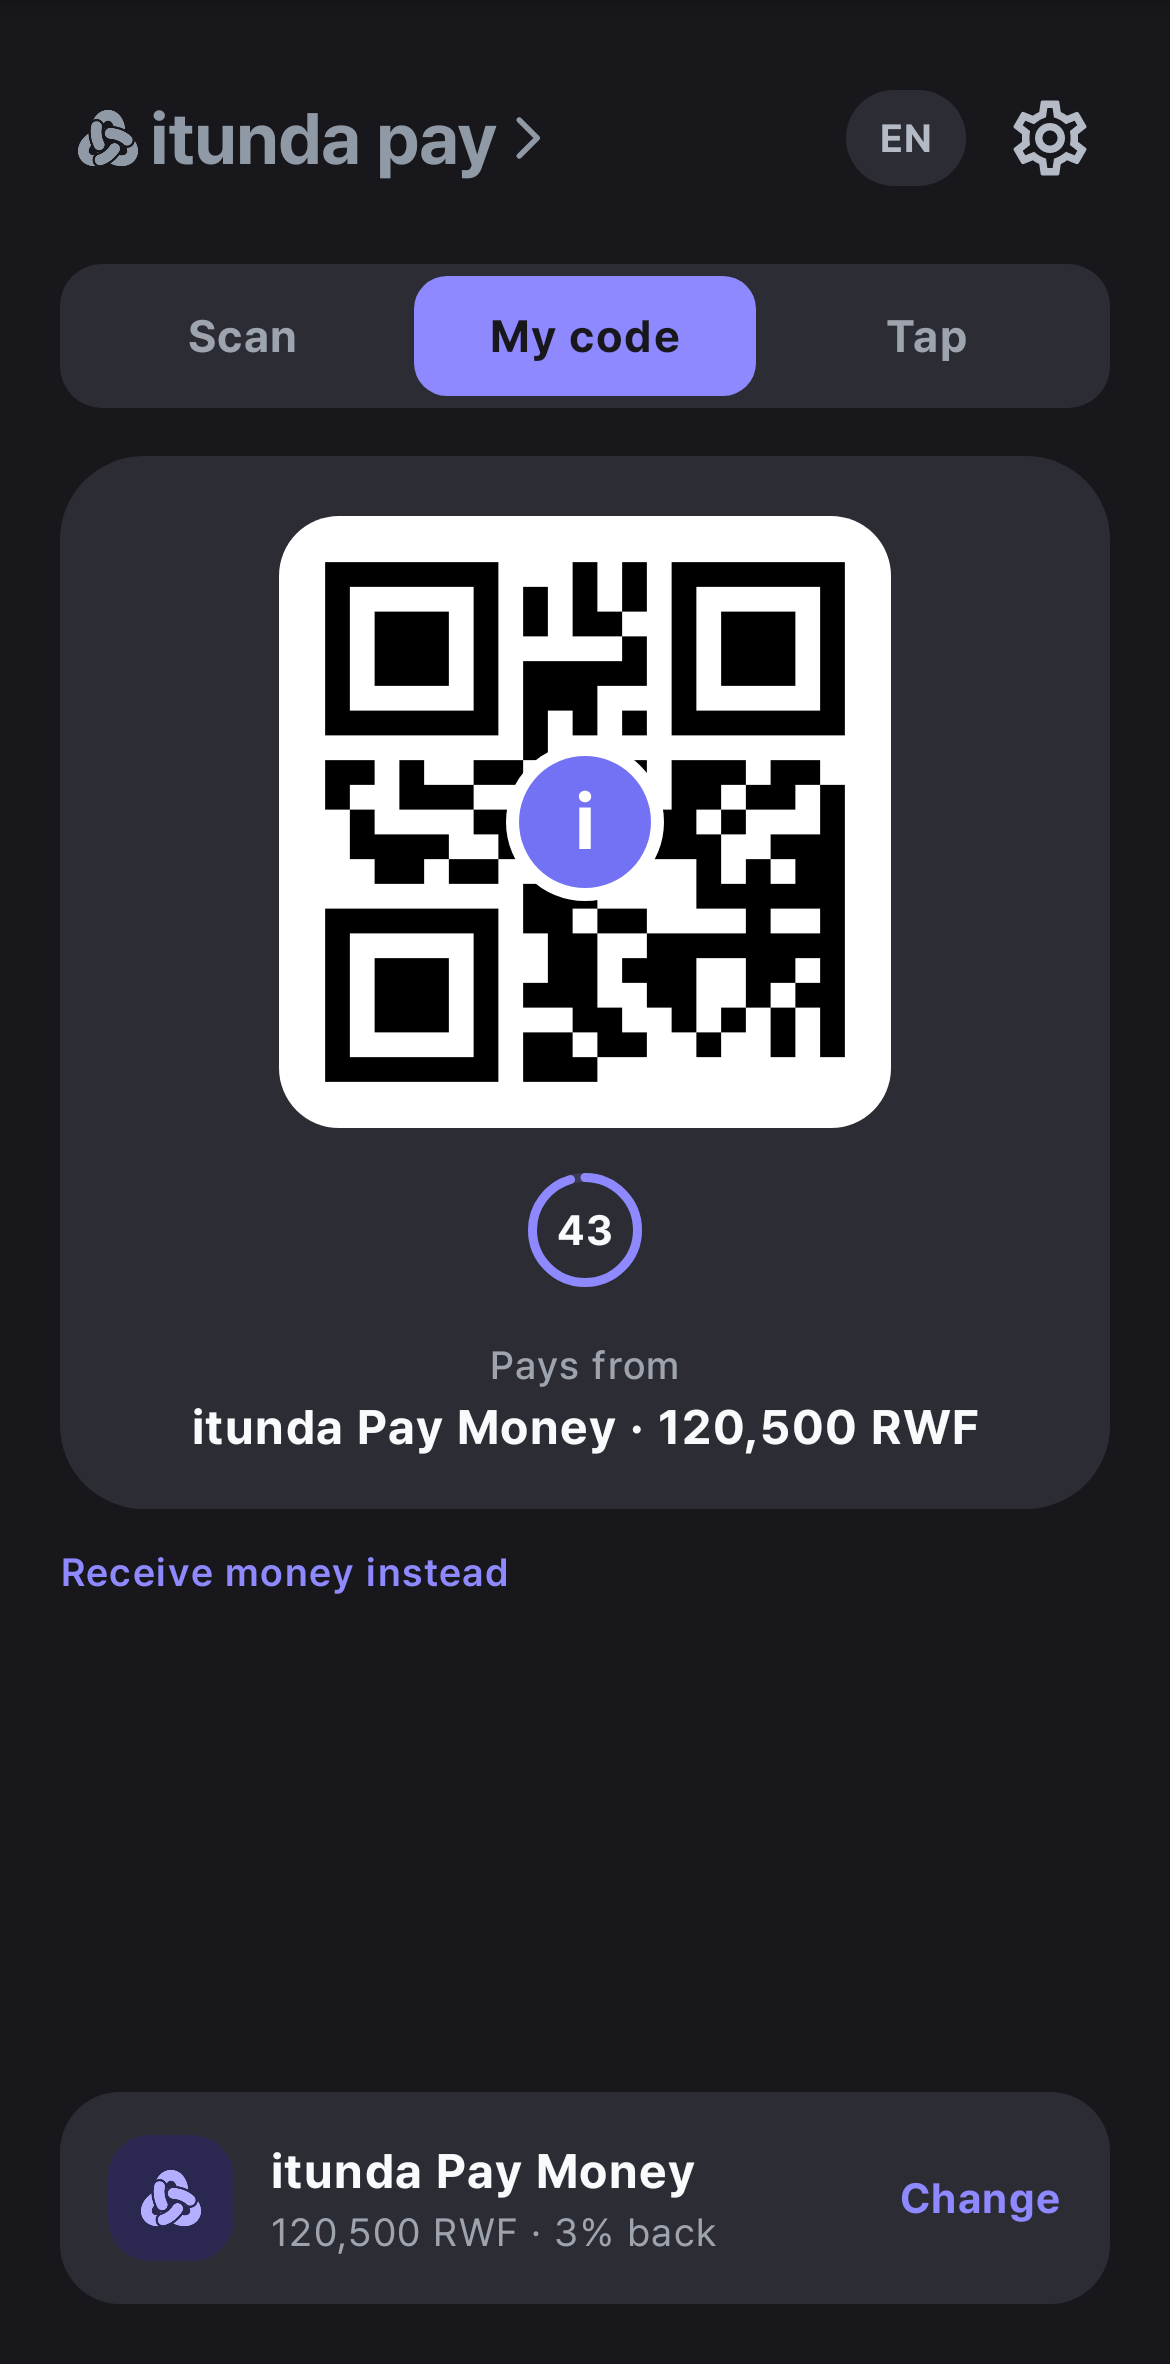 itunda pay
EN
Scan
My code
Tap
i
43
Pays from
itunda Pay Money · 120,500 RWF
Receive money instead
itunda Pay Money
120,500 RWF · 3% back
Change